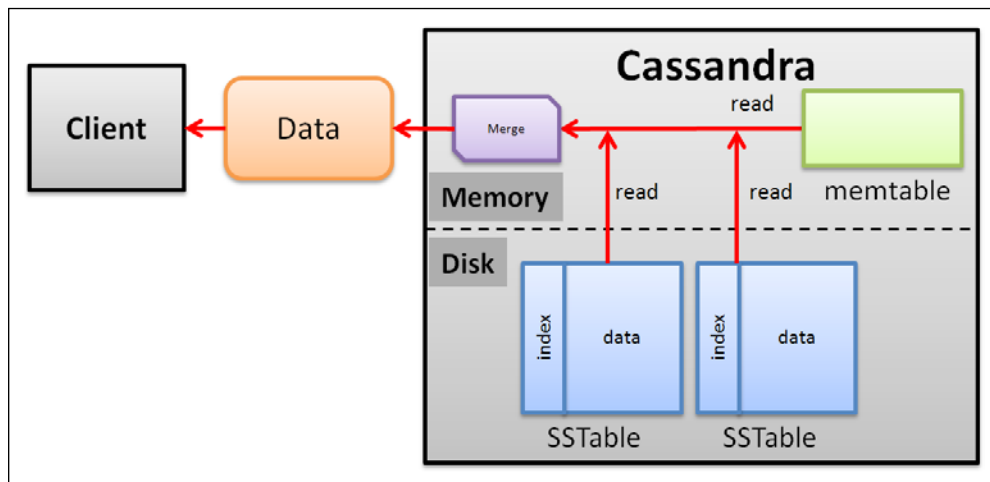 Cassandra
read
Client
Data
Merge
read
read
memtable
Memory
Disk
index
data
index
data
SSTable
SSTable